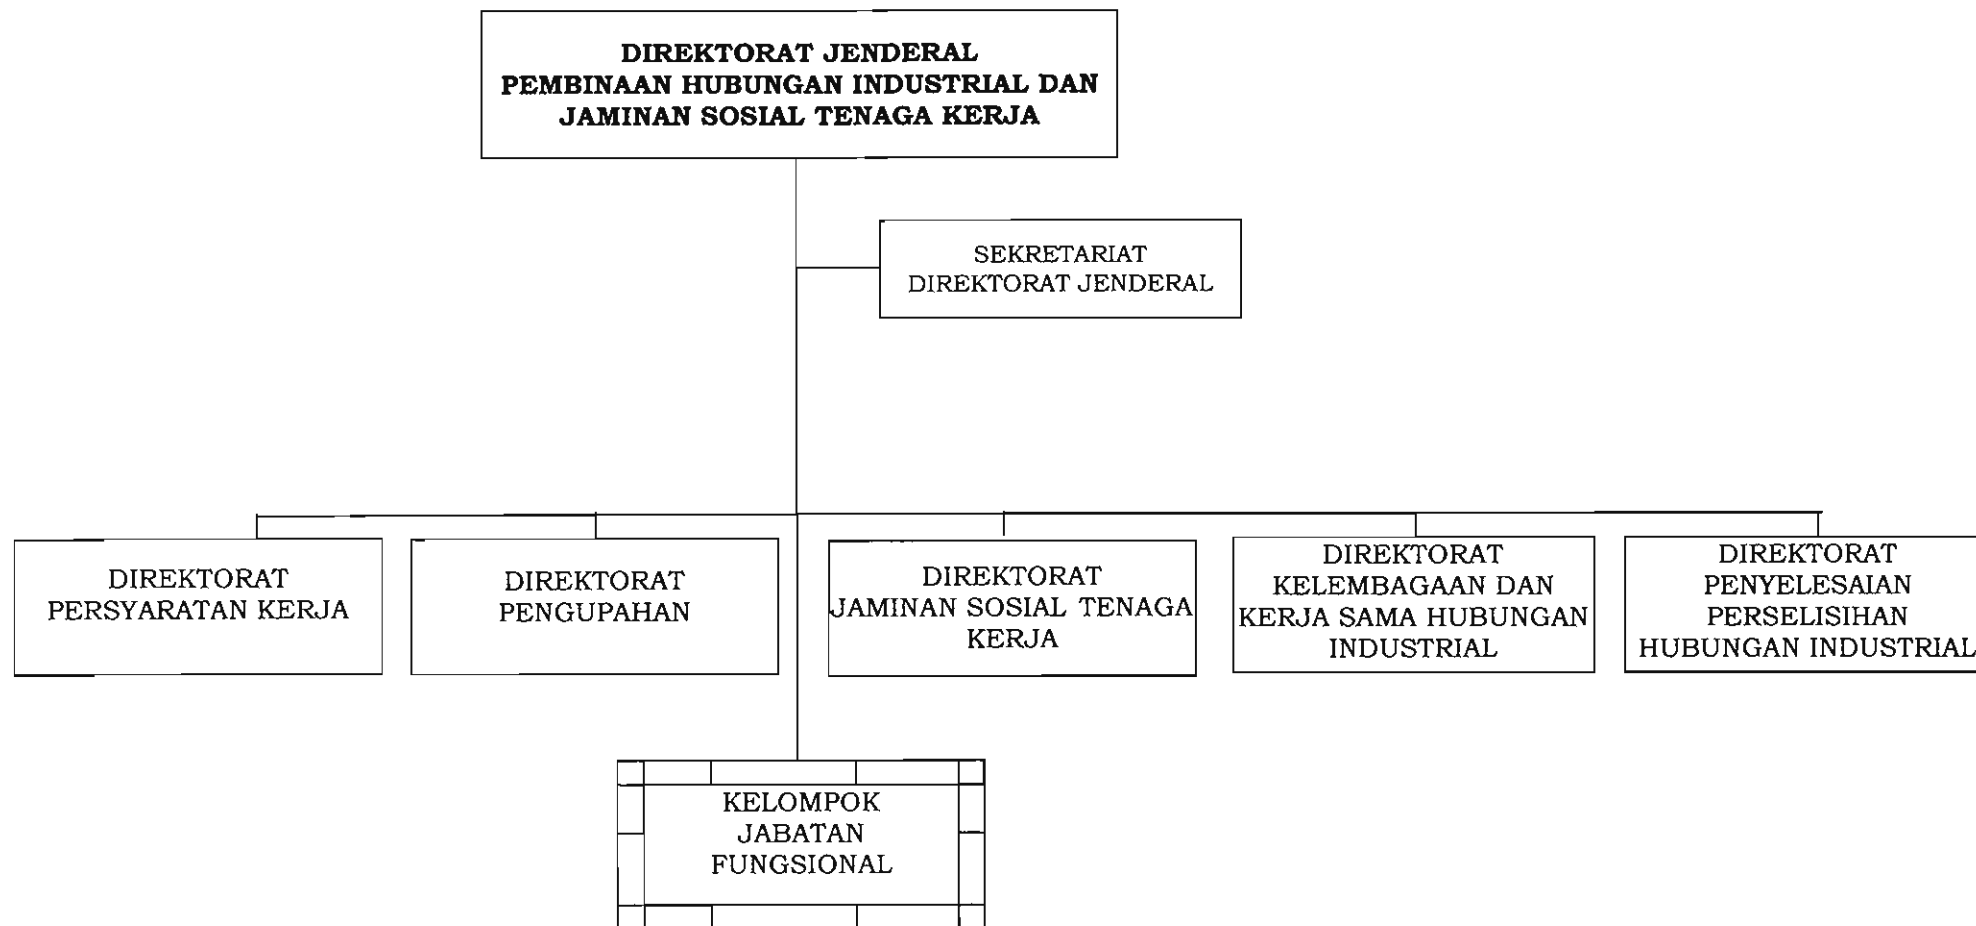 DIREKTORAT JENDERAL
PEMBINAAN HUBUNGAN INDUSTRIAL DAN
JAMINAN SOSIAL TENAGA KERJA
SEKRETARIAT
DIREKTORAT JENDERAL
DIREKTORAT
PERSYARATAN KERJA
DIREKTORAT
PENGUPAHAN
DIREKTORAT
JAMINAN SOSIAL TENAGA
KERJA
DIREKTORAT
KELEMBAGAAN DAN
KERJA SAMA HUBUNGAN
INDUSTRIAL
DIREKTORAT
PENYELESAIAN
PERSELISIHAN
HUBUNGAN INDUSTRIAL
KELOMPOK
JABATAN
FUNGSIONAL